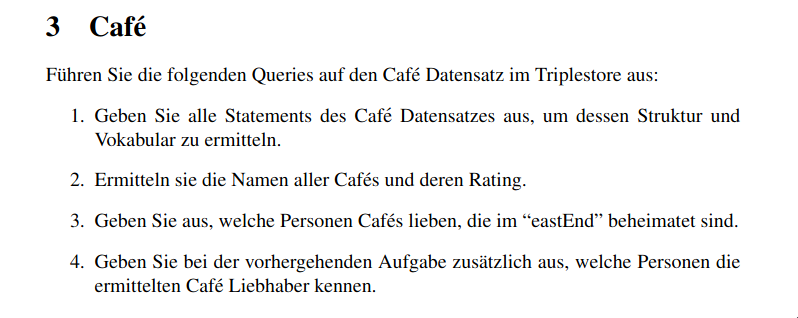 3 Café
Führen Sie die folgenden Queries auf den Café Datensatz im Triplestore aus:
1. Geben Sie alle Statements des Café Datensatzes aus, um dessen Struktur und
Vokabular zu ermitteln.
2. Ermitteln sie die Namen aller Cafés und deren Rating.
3. Geben Sie aus, welche Personen Cafés lieben, die im “eastEnd” beheimatet sind.
4. Geben Sie bei der vorhergehenden Aufgabe zusätzlich aus, welche Personen die
ermittelten Café Liebhaber kennen.